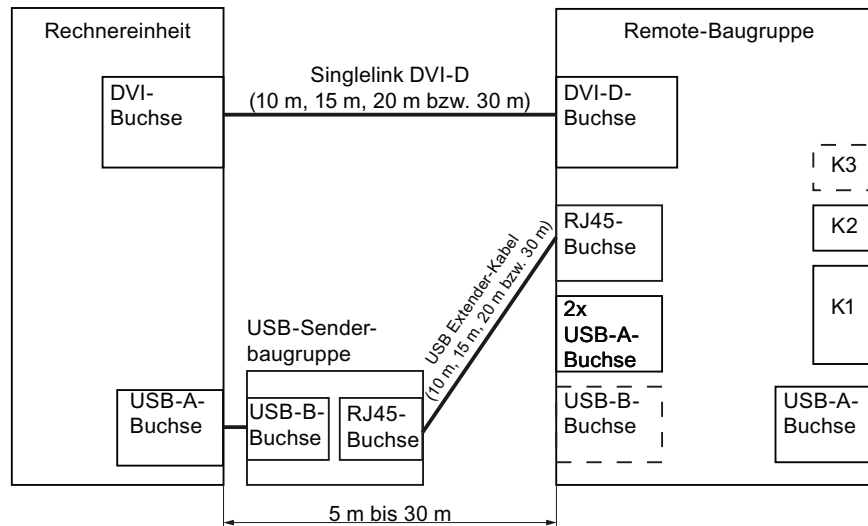 Rechnereinheit
Remote-Baugruppe
Singlelink DVI-D
(10 m, 15 m, 20 m bzw. 30 m)
DVI-
Buchse
DVI-D-
Buchse
K3
RJ45-
Buchse
K2
USB Extender-Kabel
(10 m, 15 m, 20 m bzw. 30 m)
2x
USB-A-
Buchse
K1
USB-Sender-
baugruppe
USB-A-
Buchse
USB-B-
Buchse
RJ45-
Buchse
USB-B-
Buchse
USB-A-
Buchse
5 m bis 30 m